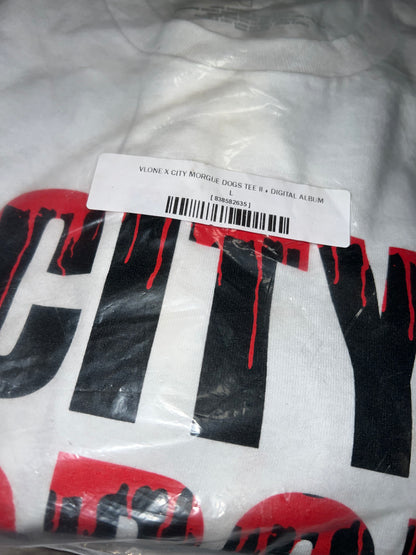 VLONE X CITY MORGUE DOGS TEE II + DIGITAL ALBUM
L
[ 838582635 ]
CITY